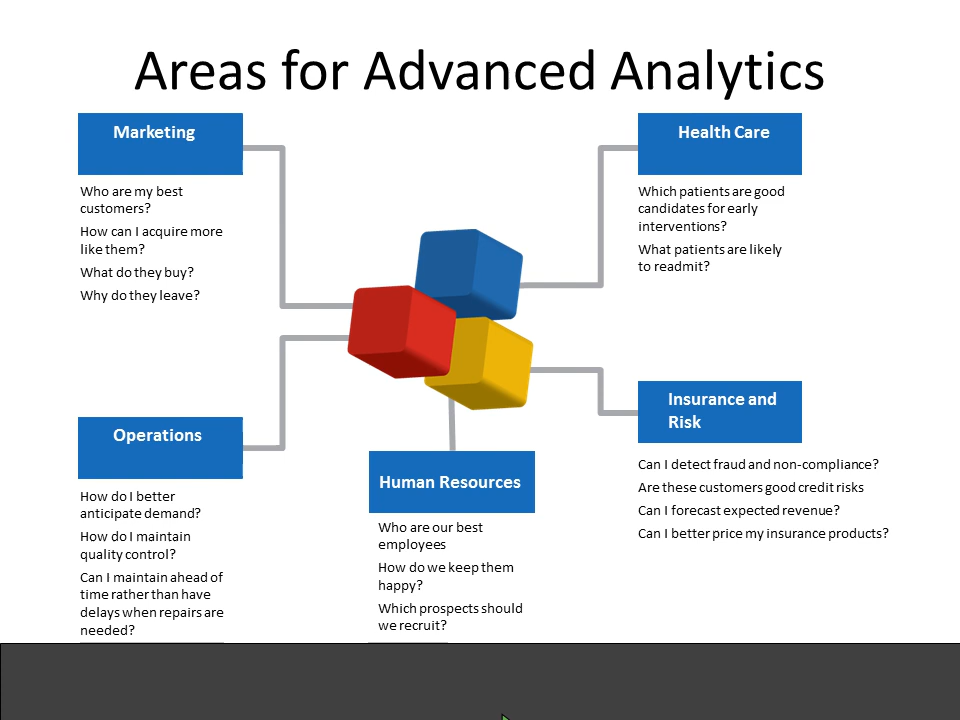 Areas for Advanced Analytics
Marketing
Who are my best
customers?
How can I acquire more
like them?
What do they buy?
Why do they leave?
Health Care
Which patients are good
candidates for early
interventions?
What patients are likely
to readmit?
Operations
How do I better
anticipate demand?
How do I maintain
quality control?
Can I maintain ahead of
time rather than have
delays when repairs are
needed?
Human Resources
Who are our best
employees
How do we keep them
happy?
Which prospects should
we recruit?
Insurance and
Risk
Can I detect fraud and non-compliance?
Are these customers good credit risks
Can I forecast expected revenue?
Can I better price my insurance products?